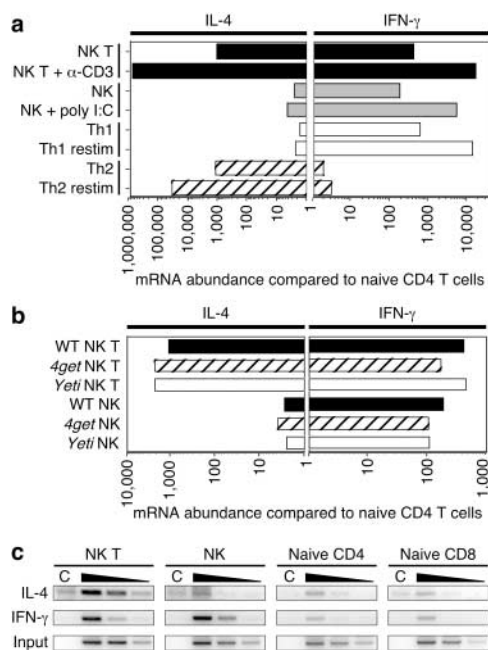 a
IL-4 IFN-γ
NK T
NK T + α-CD3
NK
NK + poly I:C
Th1
Th1 restim
Th2
Th2 restim
1,000,000 100,000 10,000 1,000 100 10 1 10 100 1,000 10,000
mRNA abundance compared to naive CD4 T cells
b
IL-4 IFN-γ
WT NK T
4get NK T
Yeti NK T
WT NK
4get NK
Yeti NK
10,000 1,000 100 10 1 10 100 1,000
mRNA abundance compared to naive CD4 T cells
c
NK T NK Naive CD4 Naive CD8
C C C C
IL-4
IFN-γ
Input